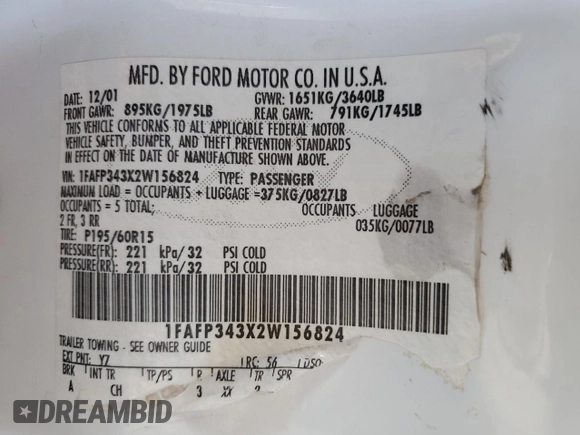 MFD. BY FORD MOTOR CO. IN U.S.A.
DATE: 12/01 GVWR: 1651KG/3640LB
FRONT GAWR: 895KG/1975LB REAR GAWR: 791KG/1745LB
THIS VEHICLE CONFORMS TO ALL APPLICABLE FEDERAL MOTOR
VEHICLE SAFETY, BUMPER, AND THEFT PREVENTION STANDARDS
IN EFFECT ON THE DATE OF MANUFACTURE SHOWN ABOVE.
VIN: 1FAFP343X2W156824 TYPE: PASSENGER
MAXIMUM LOAD = OCCUPANTS + LUGGAGE =375KG/0827LB
OCCUPANTS = 5 TOTAL; OCCUPANTS LUGGAGE
2 FR, 3 RR 035KG/0077LB
TIRE: P195/60R15
PRESSURE(FR): 221 kPa/32 PSI COLD
PRESSURE(RR): 221 kPa/32 PSI COLD
1FAFP343X2W156824
TRAILER TOWING - SEE OWNER GUIDE
EXT PNT: YZ RC: 56 DSO:
BRK INT TR TP/PS R AXLE TR SPR
A CH 3 XX
DREAMBID